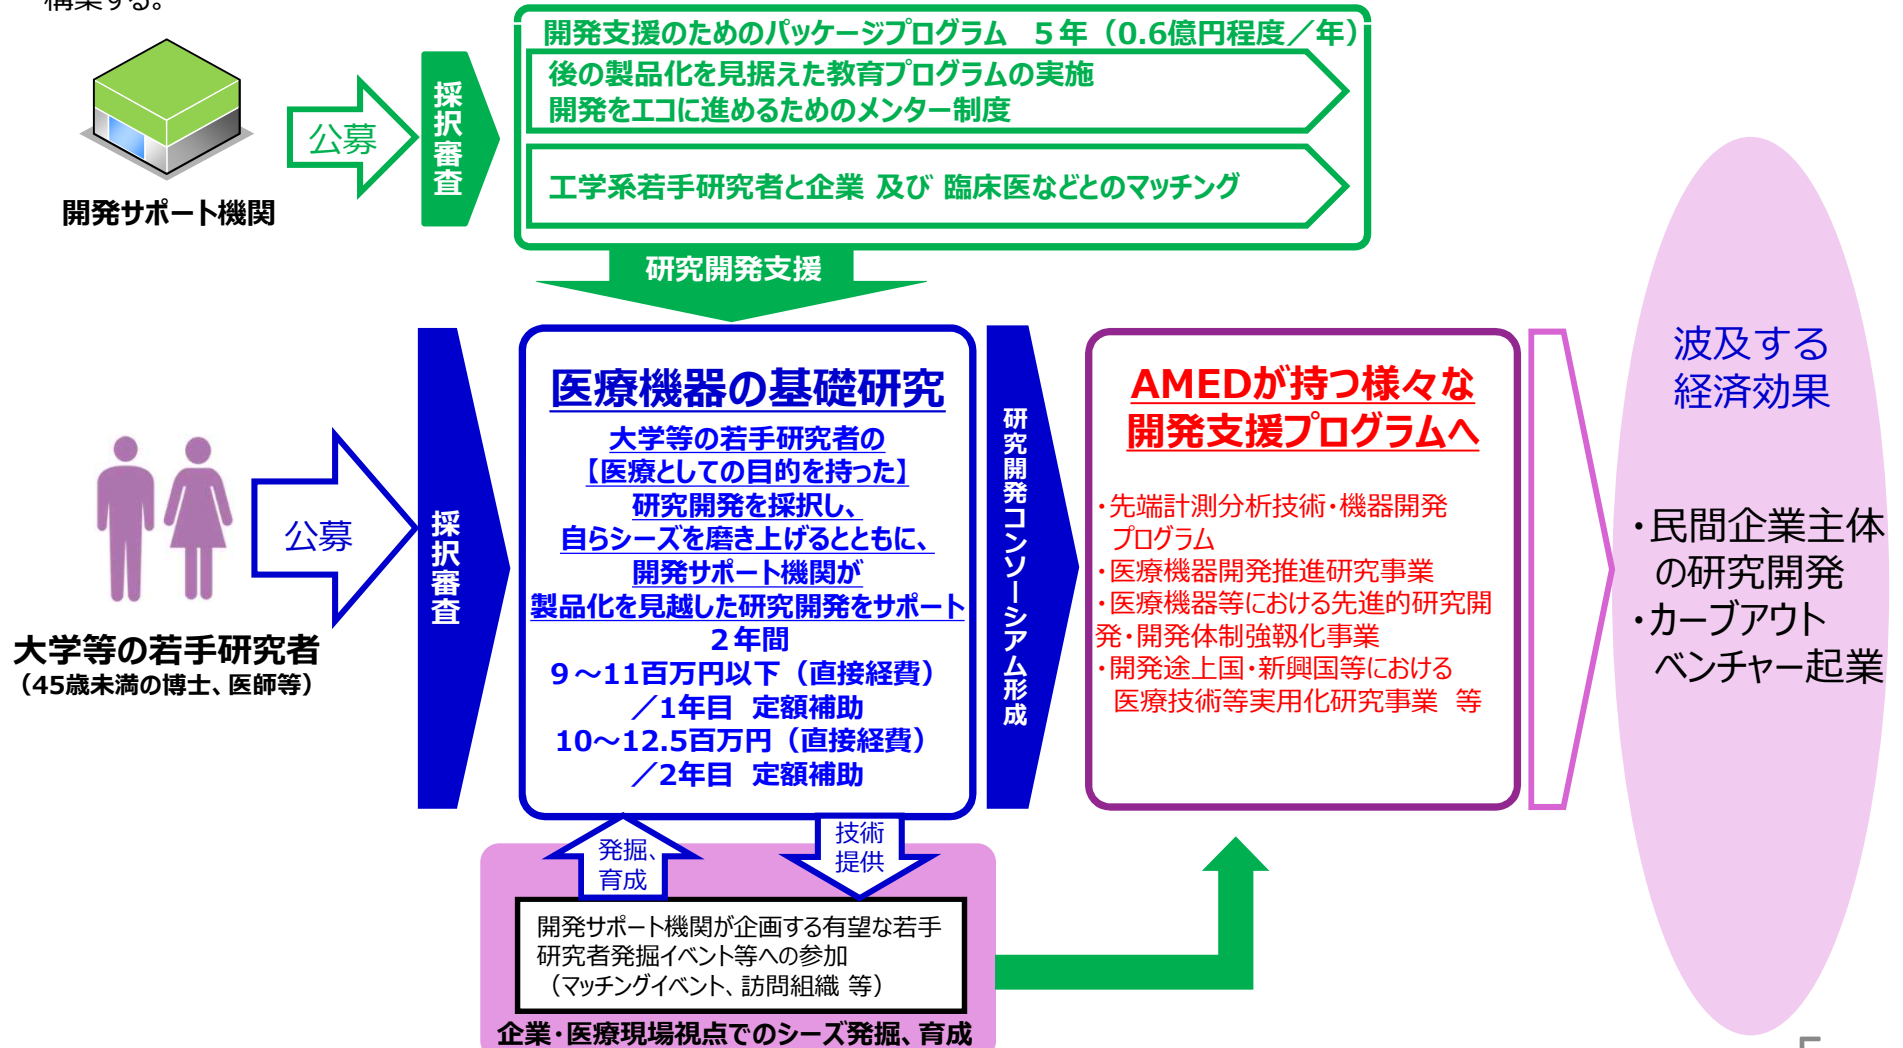 構築する。
開発サポート機関
公募
採択審査
開発支援のためのパッケージプログラム　５年（0.6億円程度／年）
後の製品化を見据えた教育プログラムの実施
開発をエコに進めるためのメンター制度
工学系若手研究者と企業 及び 臨床医などとのマッチング
研究開発支援
大学等の若手研究者
（45歳未満の博士、医師等）
公募
採択審査
医療機器の基礎研究
大学等の若手研究者の
【医療としての目的を持った】
研究開発を採択し、
自らシーズを磨き上げるとともに、
開発サポート機関が
製品化を見越した研究開発をサポート
２年間
９～11百万円以下（直接経費）
／1年目 定額補助
10～12.5百万円（直接経費）
／2年目 定額補助
研究開発コンソーシアム形成
AMEDが持つ様々な
開発支援プログラムへ
・先端計測分析技術・機器開発
プログラム
・医療機器開発推進研究事業
・医療機器等における先進的研究開
発・開発体制強靱化事業
・開発途上国・新興国等における
医療技術等実用化研究事業 等
波及する
経済効果
・民間企業主体
の研究開発
・カーブアウト
ベンチャー起業
発掘、
育成
技術
提供
開発サポート機関が企画する有望な若手
研究者発掘イベント等への参加
（マッチングイベント、訪問組織 等）
企業・医療現場視点でのシーズ発掘、育成